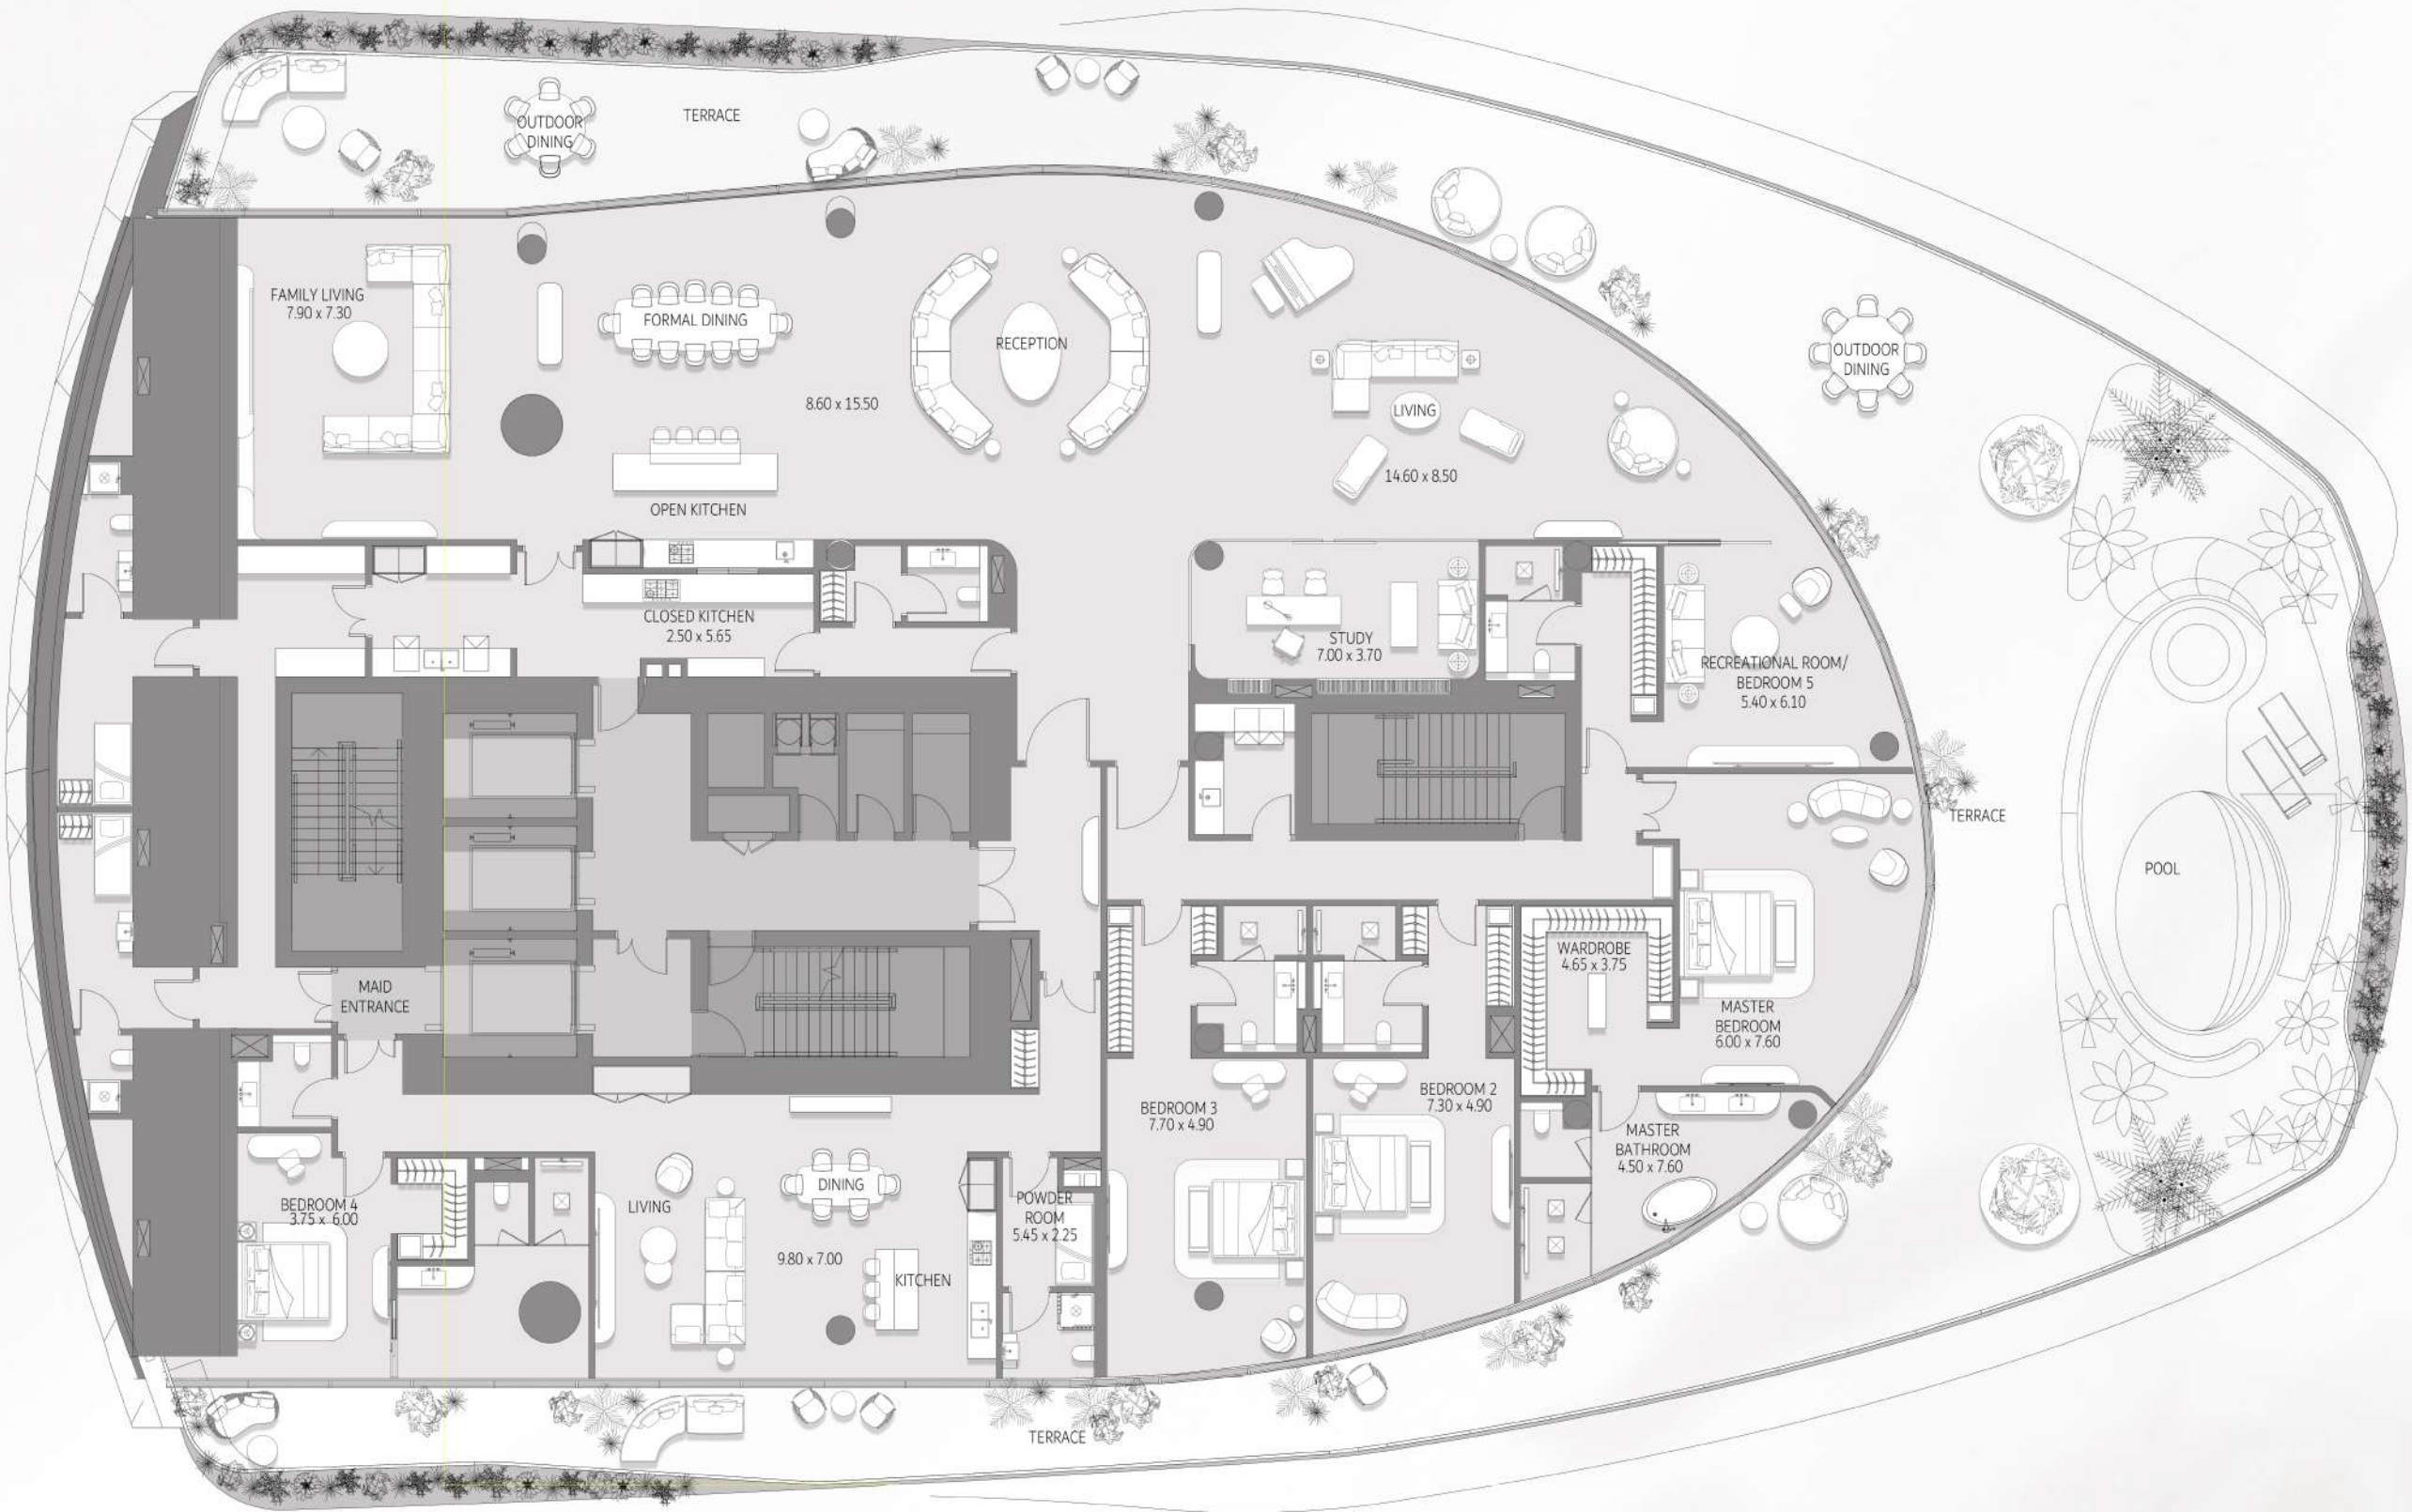 TERRACE
OUTDOOR
DINING
FAMILY LIVING
7.90 x 7.30
FORMAL DINING
RECEPTION
8.60 x 15.50
OPEN KITCHEN
LIVING
14.60 x 8.50
OUTDOOR
DINING
CLOSED KITCHEN
2.50 x 5.65
STUDY
7.00 x 3.70
RECREATIONAL ROOM/
BEDROOM 5
5.40 x 6.10
TERRACE
POOL
MAID
ENTRANCE
WARDROBE
4.65 x 3.75
MASTER
BEDROOM
6.00 x 7.60
BEDROOM 3
7.70 x 4.90
BEDROOM 2
7.30 x 4.90
MASTER
BATHROOM
4.50 x 7.60
BEDROOM 4
3.75 x 6.00
LIVING
DINING
9.80 x 7.00
KITCHEN
POWDER
ROOM
5.45 x 2.25
TERRACE